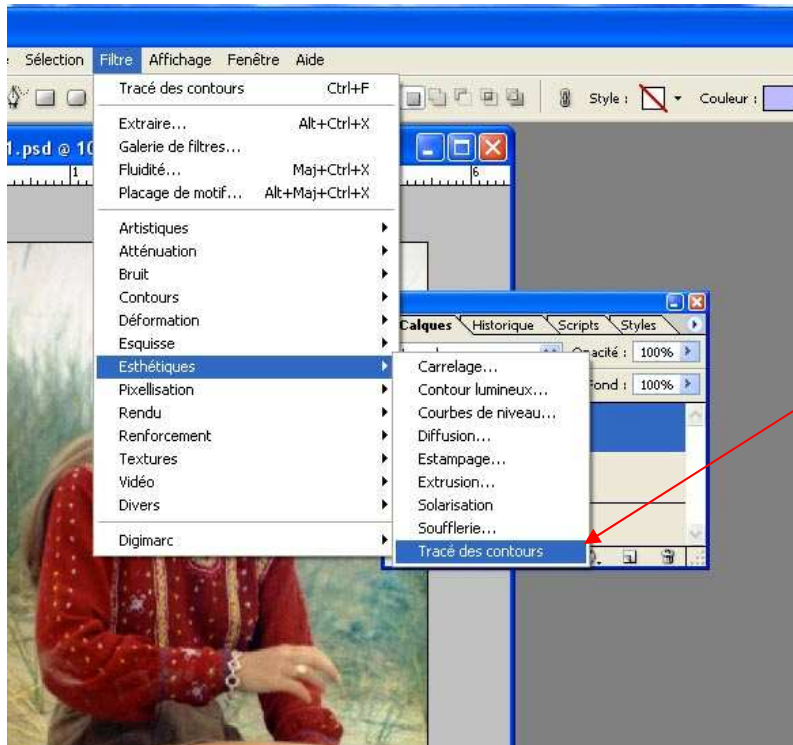 Sélection Filtre Affichage Fenêtre Aide
Style : Couleur :
Tracé des contours Ctrl+F
Extraire... Alt+Ctrl+X
Galerie de filtres...
Fluidité... Maj+Ctrl+X
Placage de motif... Alt+Maj+Ctrl+X
Artistiques
Atténuation
Bruit
Contours
Déformation
Esquisse
Esthétiques
Pixellisation
Rendu
Renforcement
Textures
Vidéo
Divers
Digimarc
1.psd @ 10
1 6
Calques Historique Scripts Styles
Opacité : 100%
Fond : 100%
Carrelage...
Contour lumineux...
Courbes de niveau...
Diffusion...
Estampage...
Extrusion...
Solarisation
Soufflerie...
Tracé des contours